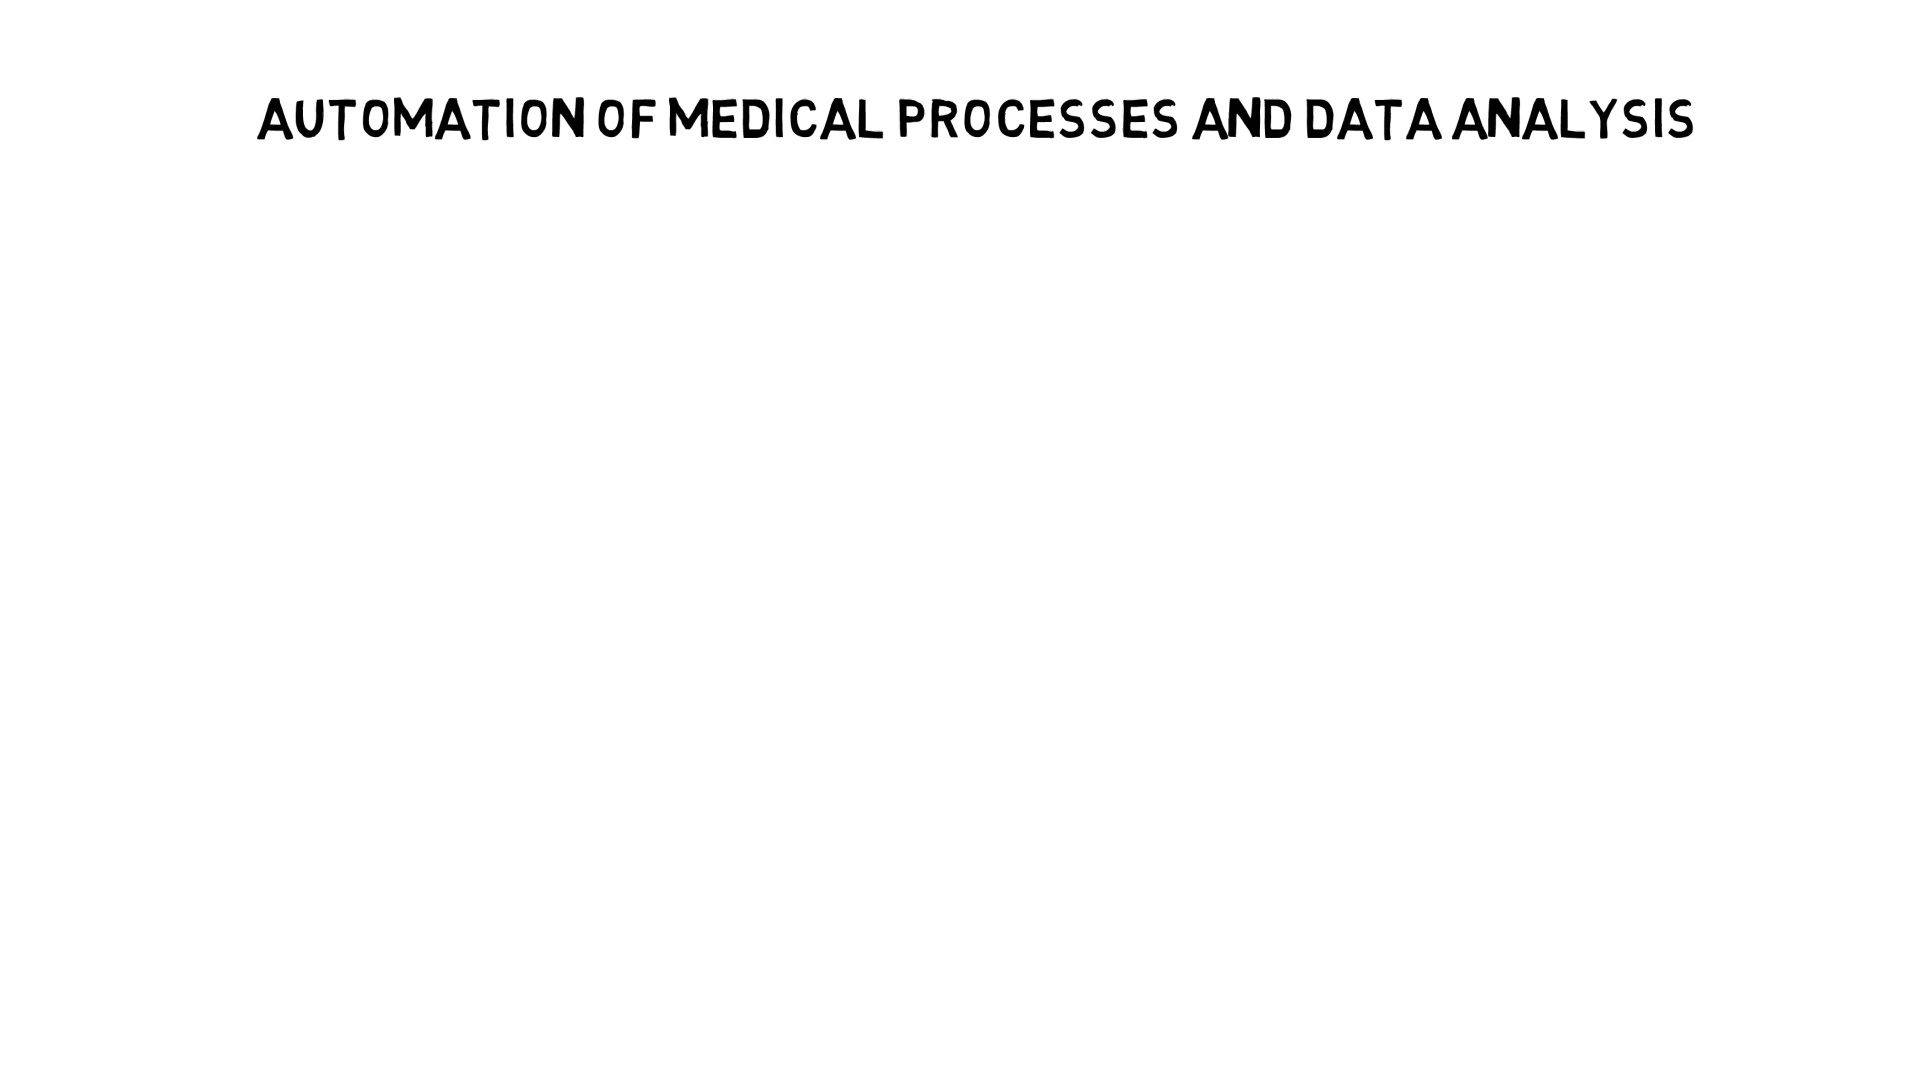 AUTOMATION OF MEDICAL PROCESSES AND DATA ANALYSIS